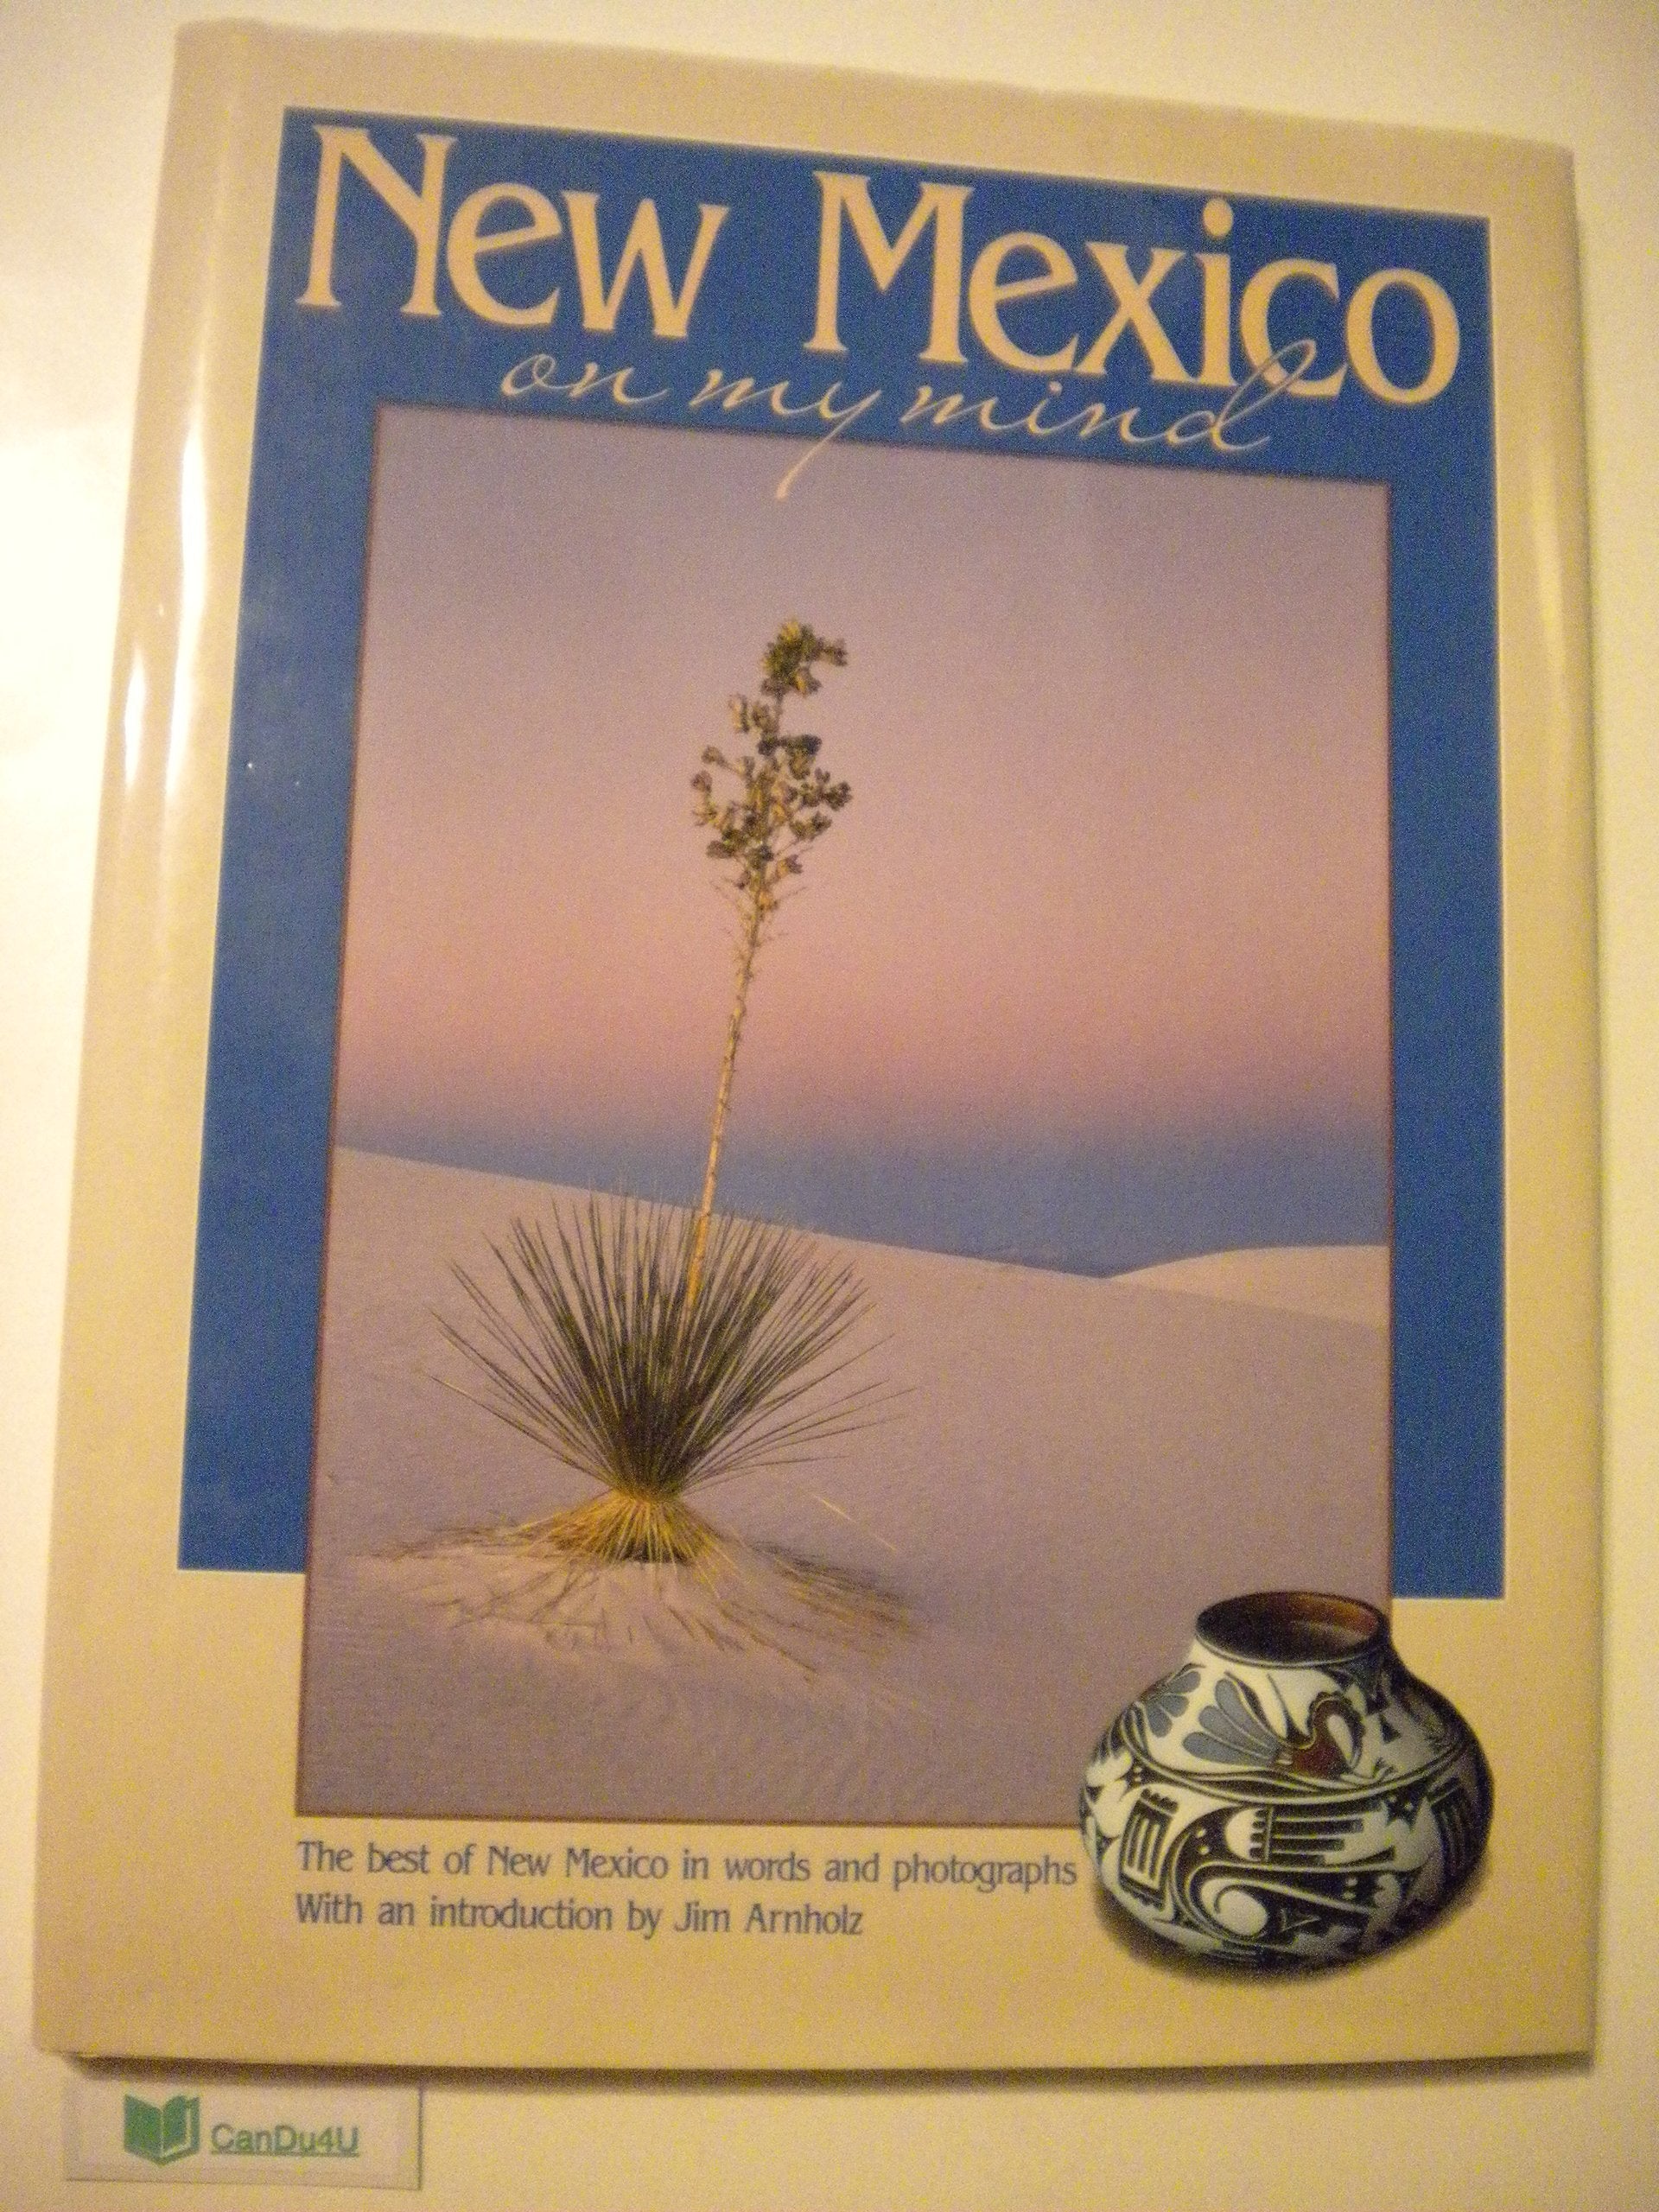 New Mexico
on my mind
The best of New Mexico in words and photographs
With an introduction by Jim Arnholz
CanDu4U